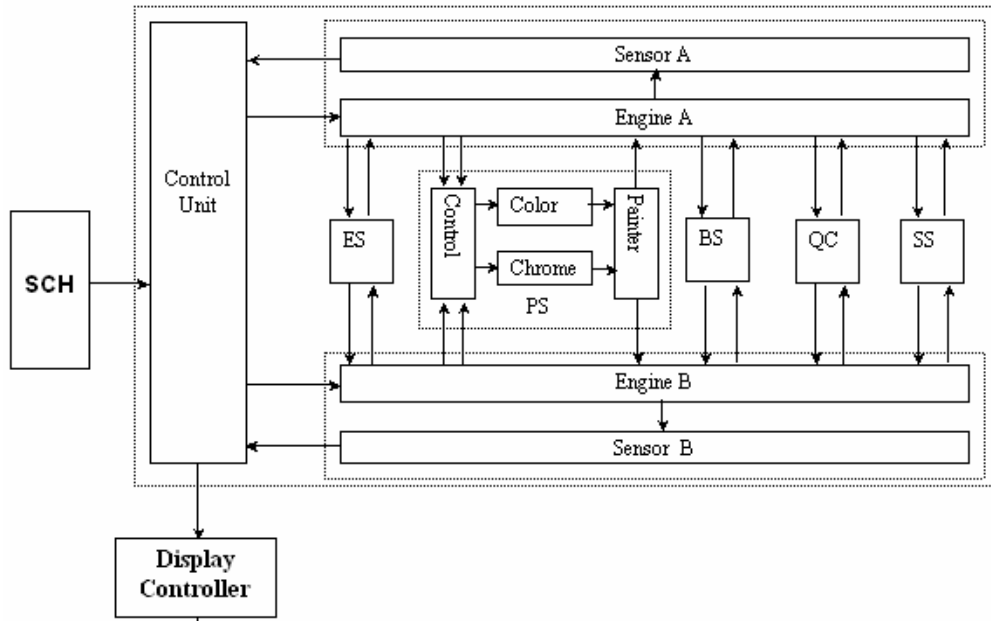 Sensor A
Engine A
Control
Unit
SCH
ES
Control
Color
Chrome
Painter
PS
BS
QC
SS
Engine B
Sensor B
Display
Controller